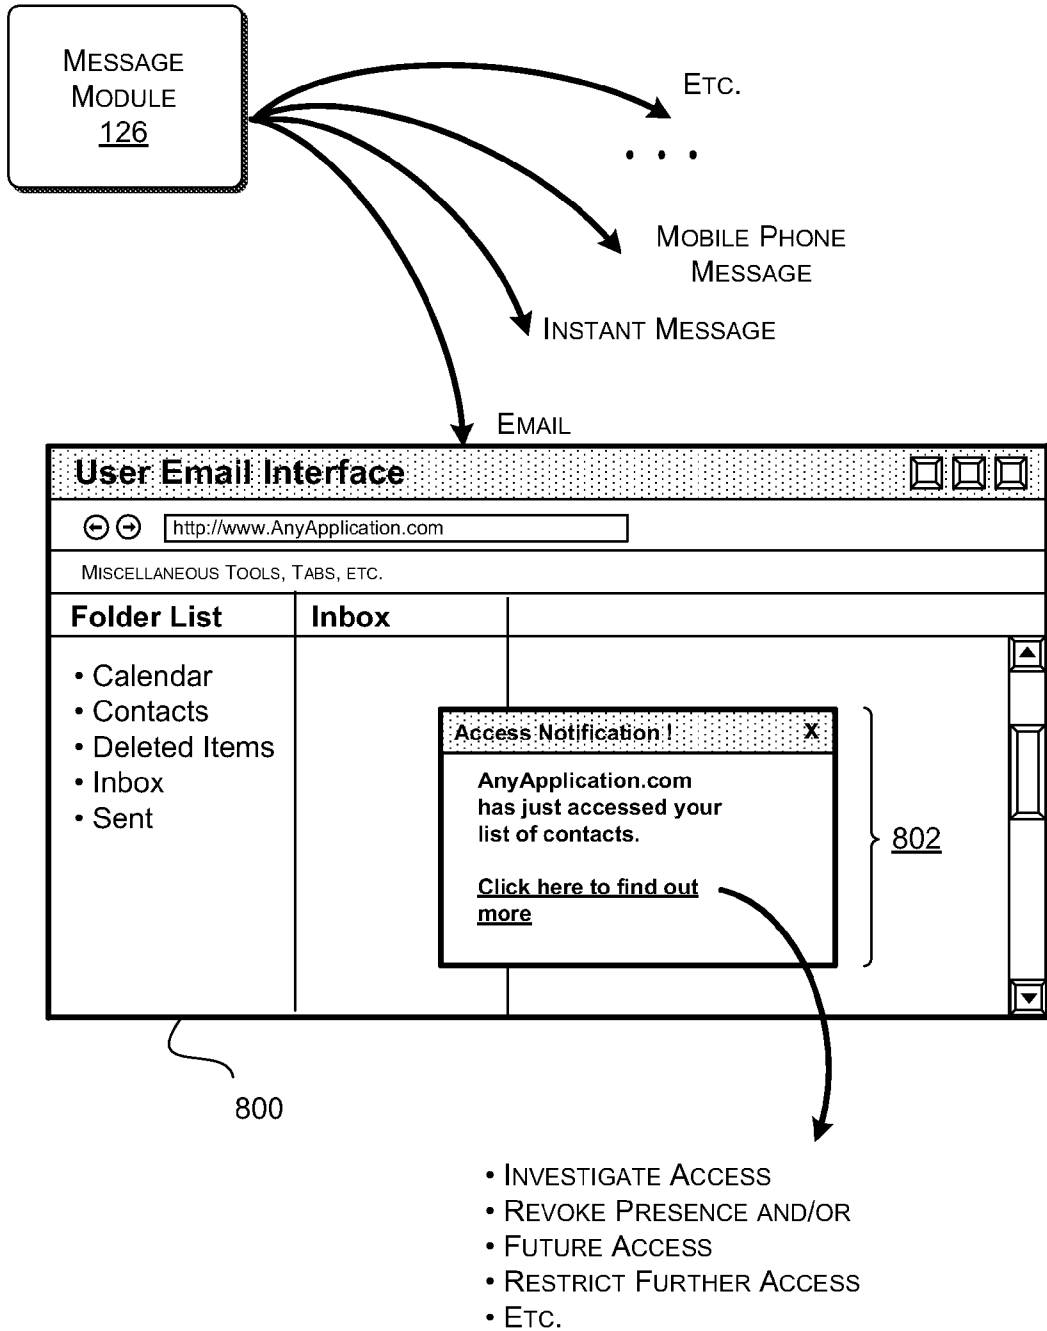 MESSAGE
MODULE
126
ETC.
. . .
MOBILE PHONE
MESSAGE
INSTANT MESSAGE
EMAIL
User Email Interface
http://www.AnyApplication.com
MISCELLANEOUS TOOLS, TABS, ETC.
Folder List
Inbox
• Calendar
• Contacts
• Deleted Items
• Inbox
• Sent
Access Notification ! X
AnyApplication.com
has just accessed your
list of contacts.
Click here to find out
more
802
800
• INVESTIGATE ACCESS
• REVOKE PRESENCE AND/OR
• FUTURE ACCESS
• RESTRICT FURTHER ACCESS
• ETC.